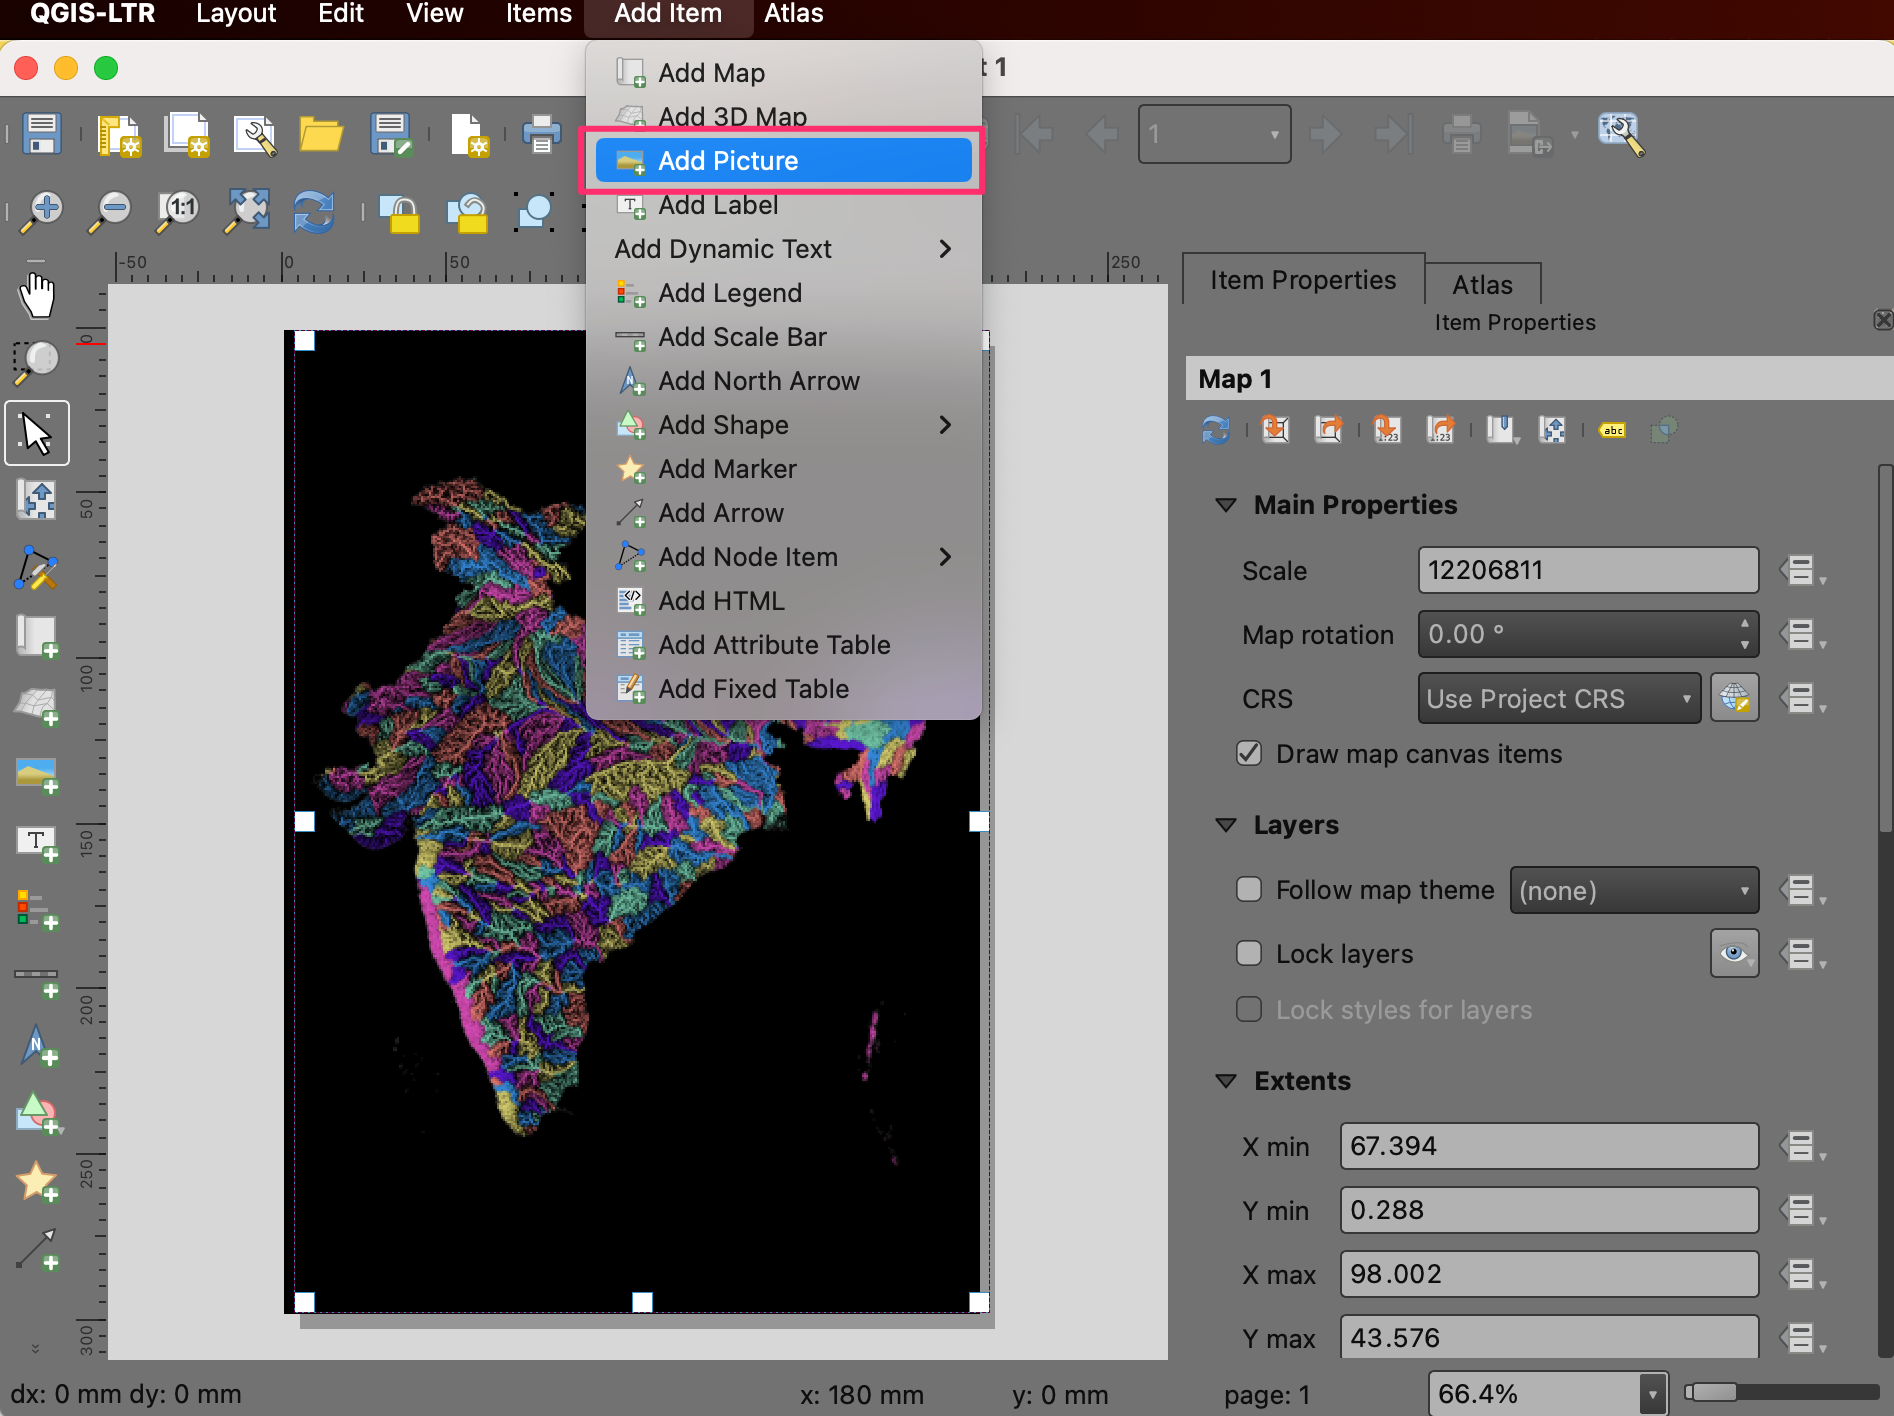 QGIS-LTR Layout Edit View Items Add Item Atlas
t 1
Add Map
Add 3D Map
Add Picture
Add Label
Add Dynamic Text
Add Legend
Add Scale Bar
Add North Arrow
Add Shape
Add Marker
Add Arrow
Add Node Item
Add HTML
Add Attribute Table
Add Fixed Table
1
1:1
-50 0 50 250
0
50
100
150
200
250
300
T
N
Item Properties Atlas
Item Properties
Map 1
abc
Main Properties
Scale 12206811
Map rotation 0.00 °
CRS Use Project CRS
Draw map canvas items
Layers
Follow map theme (none)
Lock layers
Lock styles for layers
Extents
X min 67.394
Y min 0.288
X max 98.002
Y max 43.576
dx: 0 mm dy: 0 mm x: 180 mm y: 0 mm page: 1 66.4%